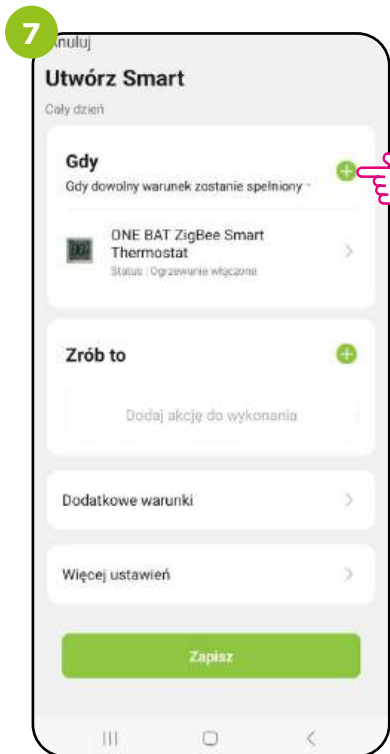 7
Anuluj
Utwórz Smart
Cały dzień
Gdy
Gdy dowolny warunek zostanie spełniony
ONE BAT ZigBee Smart
Thermostat
Status : Ogrzewanie włączone
Zrób to
Dodaj akcję do wykonania
Dodatkowe warunki
Więcej ustawień
Zapisz